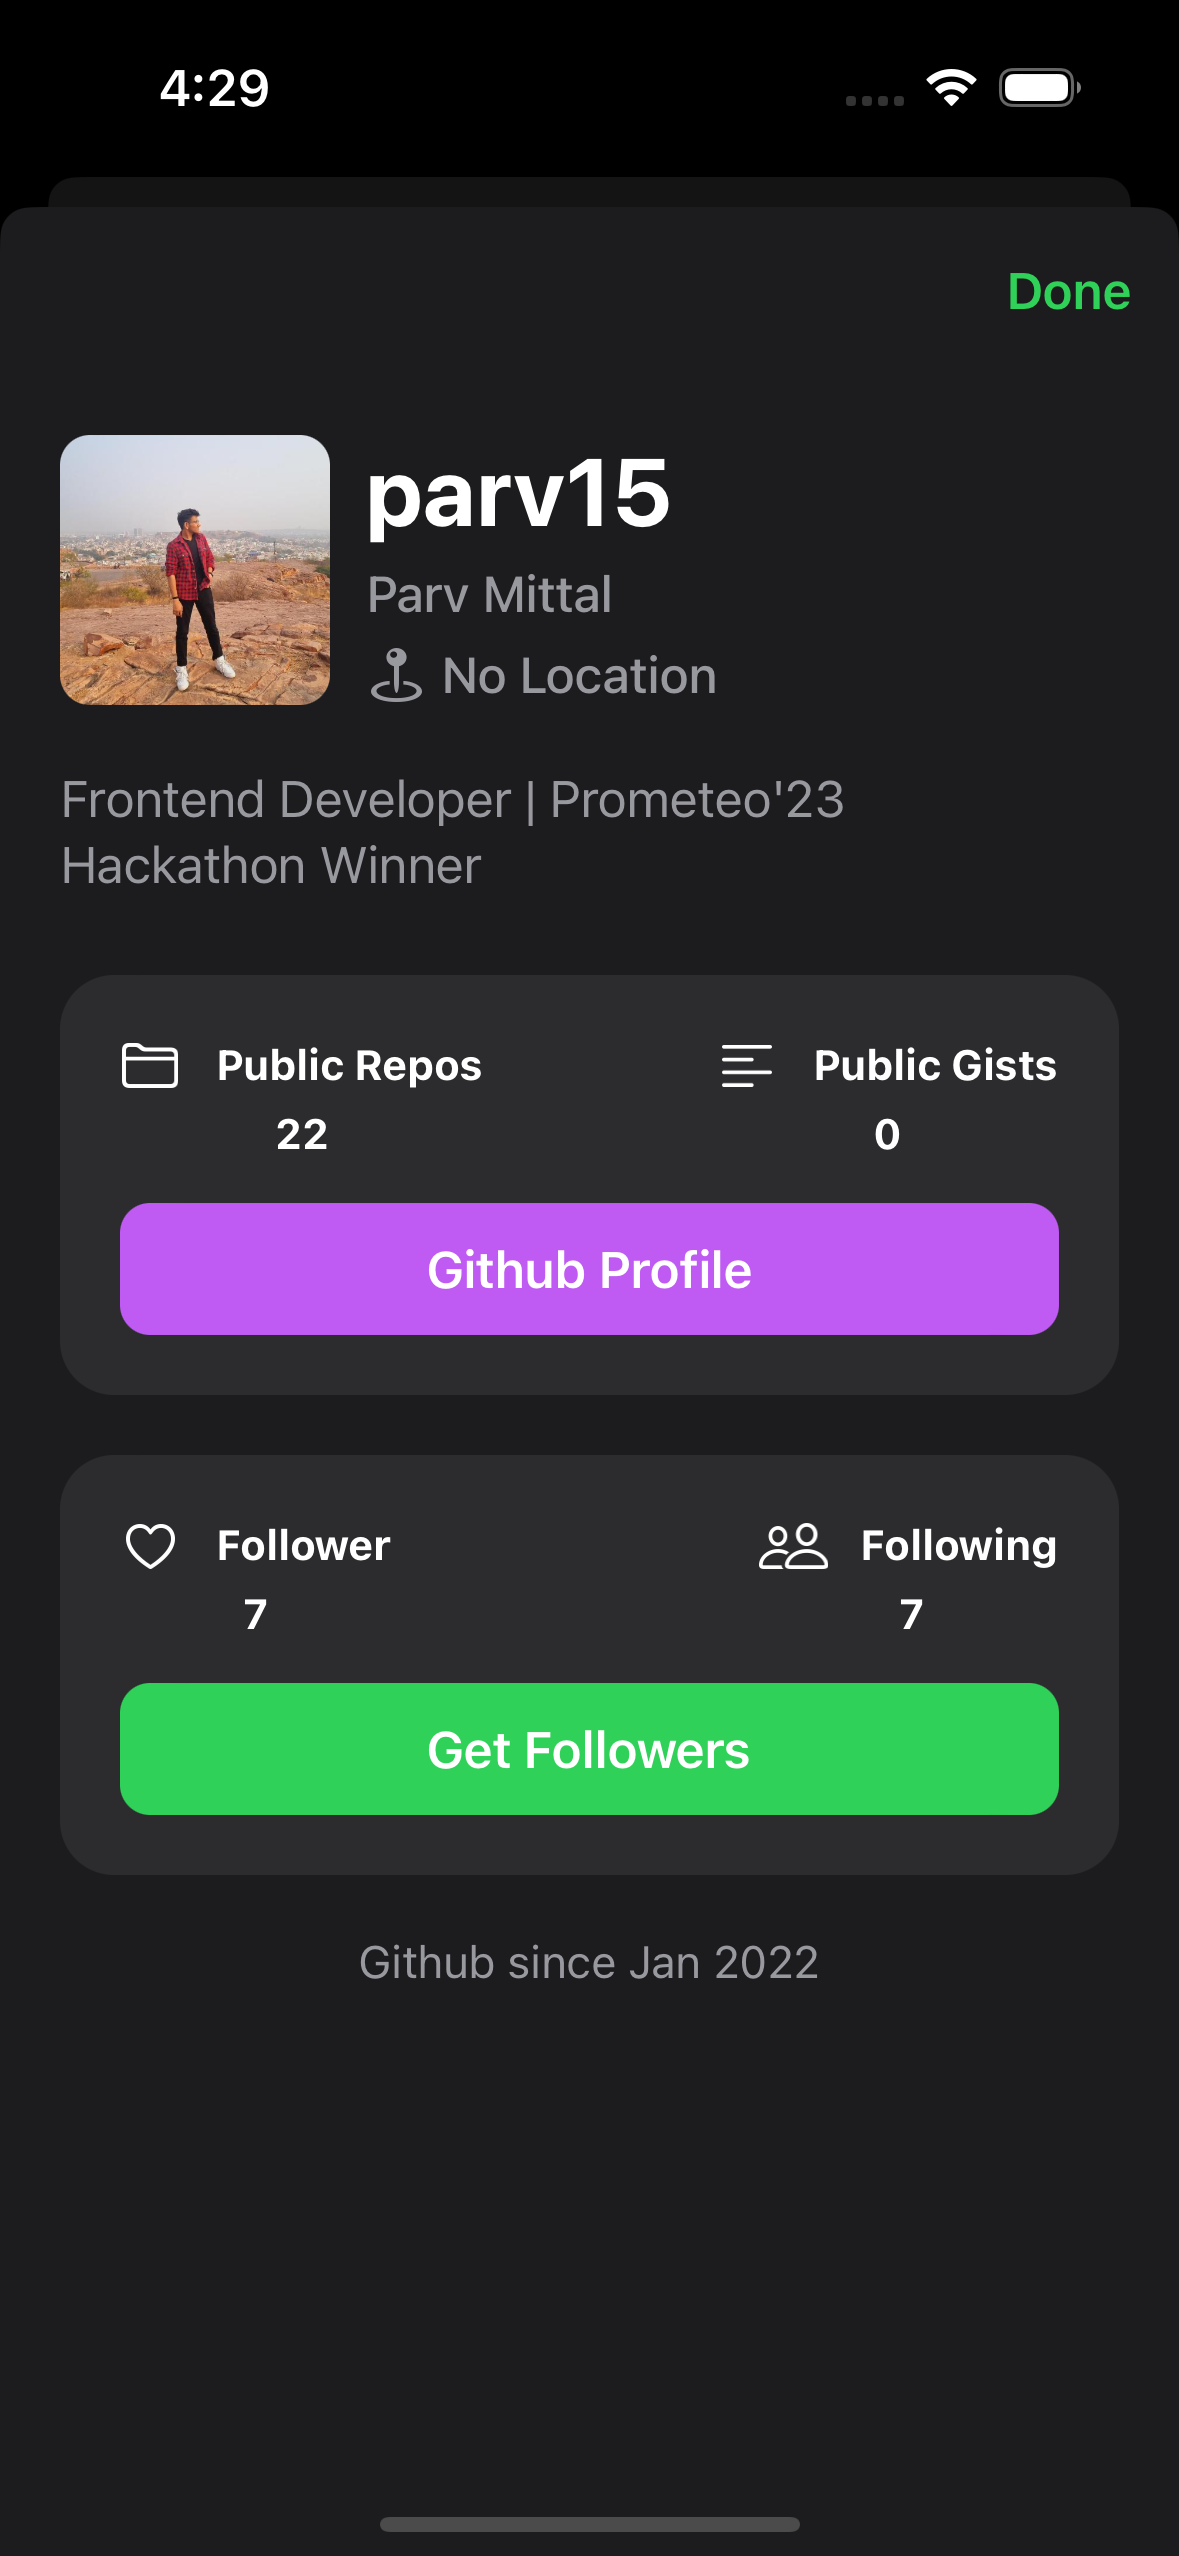 4:29
Done
parv15
Parv Mittal
No Location
Frontend Developer | Prometeo'23
Hackathon Winner
Public Repos
22
Public Gists
0
Github Profile
Follower
7
Following
7
Get Followers
Github since Jan 2022